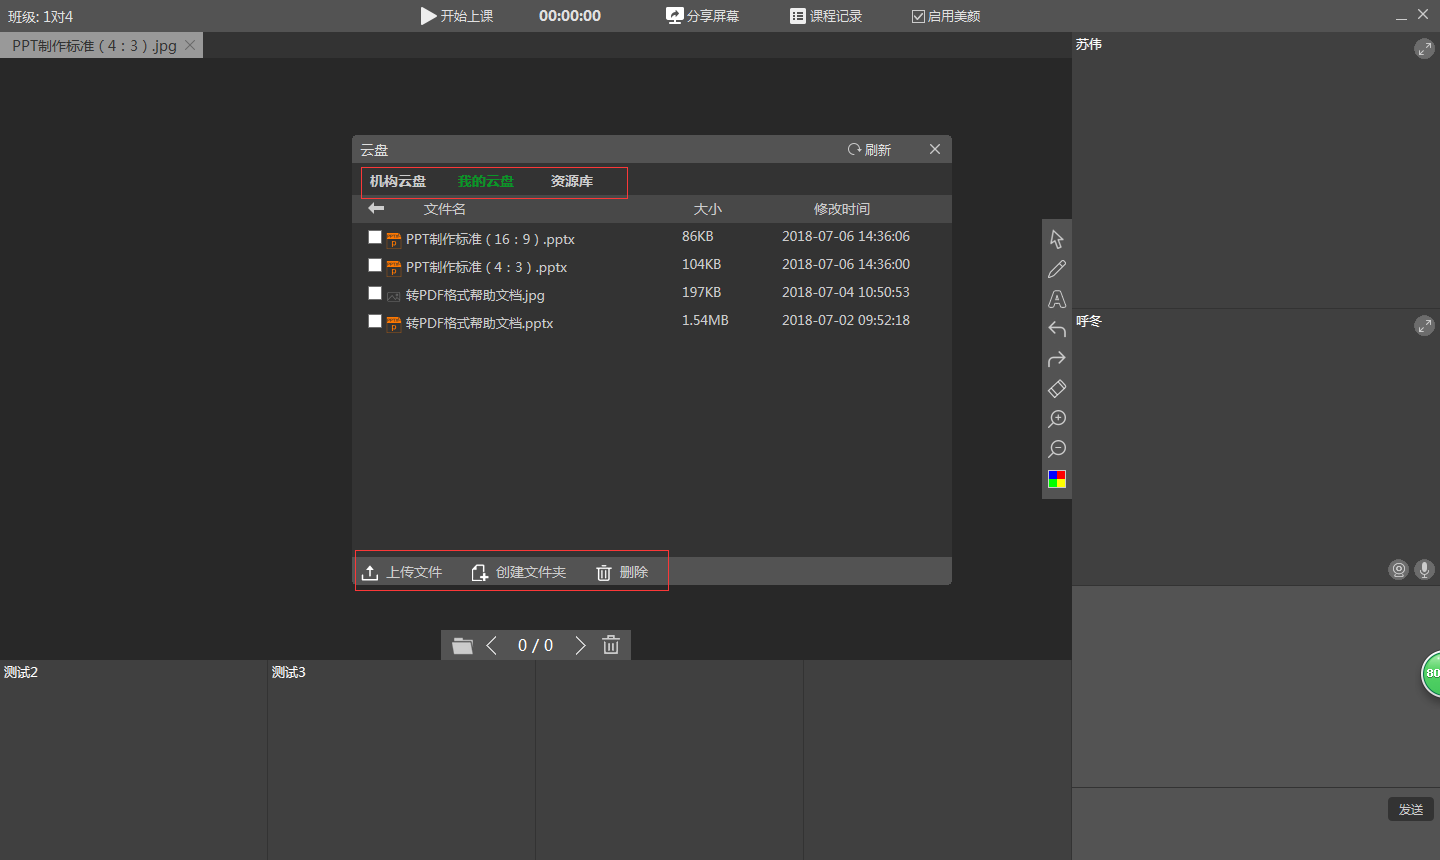 班级: 1对4 开始上课 00:00:00 分享屏幕 课程记录 启用美颜
PPT制作标准（4：3）.jpg
苏伟
云盘 刷新
机构云盘 我的云盘 资源库
文件名 大小 修改时间
PPT制作标准（16：9）.pptx 86KB 2018-07-06 14:36:06
PPT制作标准（4：3）.pptx 104KB 2018-07-06 14:36:00
转PDF格式帮助文档.jpg 197KB 2018-07-04 10:50:53
转PDF格式帮助文档.pptx 1.54MB 2018-07-02 09:52:18
呼冬
上传文件 创建文件夹 删除
0 / 0
测试2 测试3
80
发送